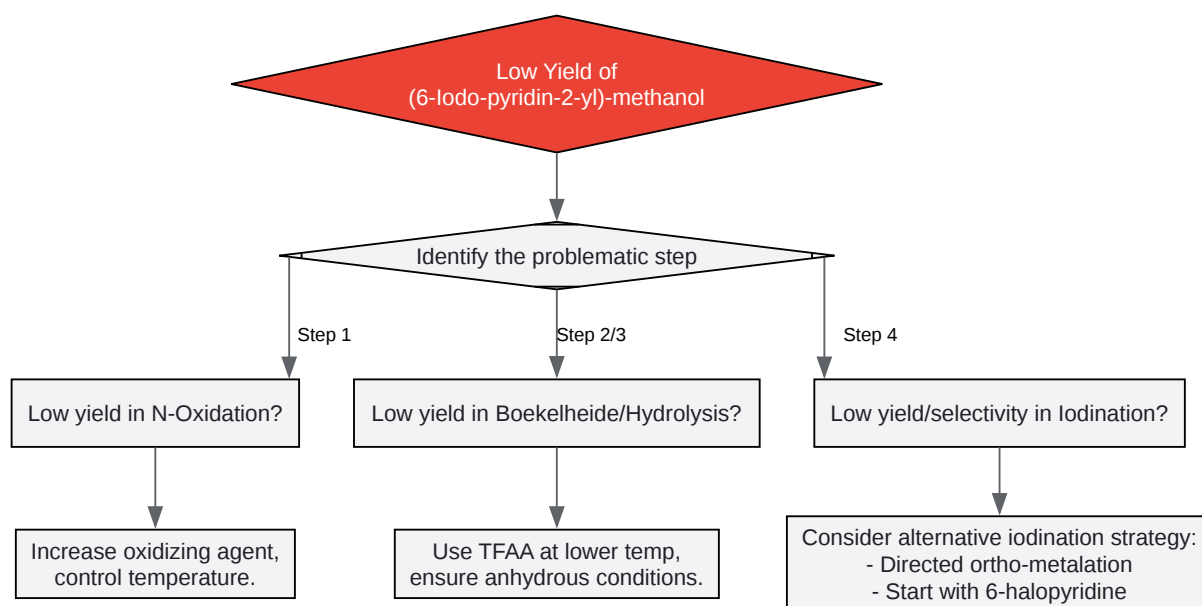 Low Yield of
(6-Iodo-pyridin-2-yl)-methanol
Identify the problematic step
Step 1
Step 2/3
Step 4
Low yield in N-Oxidation?
Low yield in Boekelheide/Hydrolysis?
Low yield/selectivity in Iodination?
Increase oxidizing agent,
control temperature.
Use TFAA at lower temp,
ensure anhydrous conditions.
Consider alternative iodination strategy:
- Directed ortho-metalation
- Start with 6-halopyridine